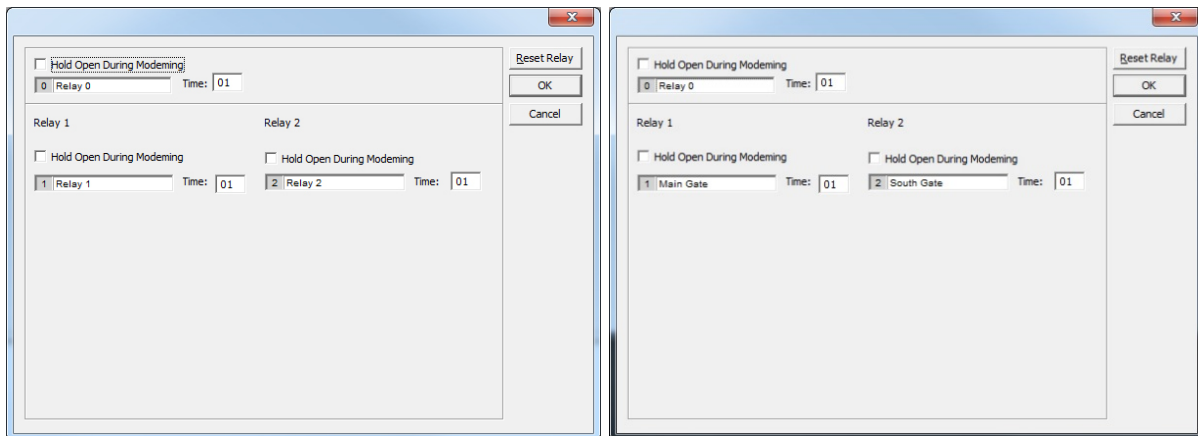 x
Hold Open During Modeming
0 Relay 0 Time: 01
Relay 1 Relay 2
Hold Open During Modeming Hold Open During Modeming
1 Relay 1 Time: 01 2 Relay 2 Time: 01
Reset Relay
OK
Cancel
x
Hold Open During Modeming
0 Relay 0 Time: 01
Relay 1 Relay 2
Hold Open During Modeming Hold Open During Modeming
1 Main Gate Time: 01 2 South Gate Time: 01
Reset Relay
OK
Cancel